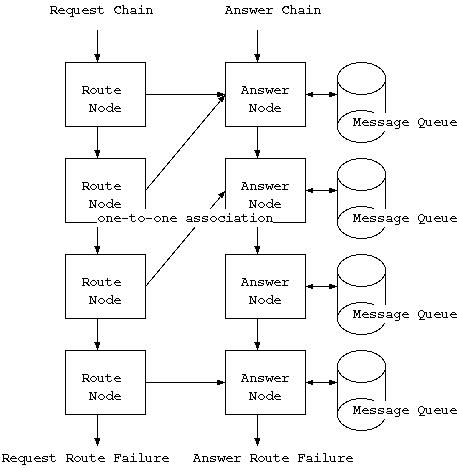 Request Chain
Answer Chain
Route
Node
Answer
Node
Message Queue
Route
Node
Answer
Node
one-to-one association
Message Queue
Route
Node
Answer
Node
Message Queue
Route
Node
Answer
Node
Message Queue
Request Route Failure
Answer Route Failure